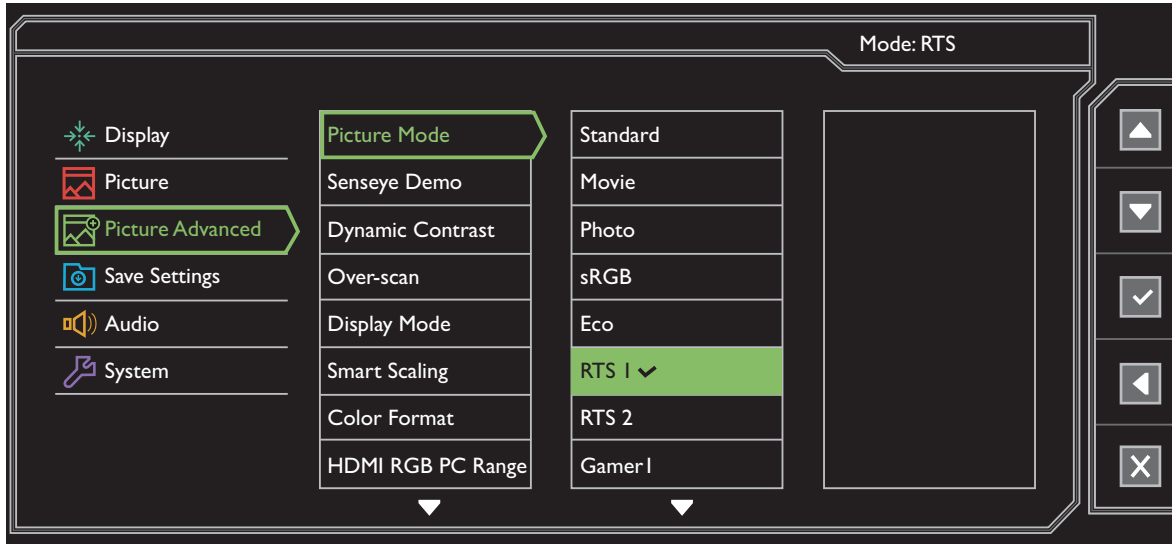 Mode: RTS
Display
Picture
Picture Advanced
Save Settings
Audio
System
Picture Mode
Senseye Demo
Dynamic Contrast
Over-scan
Display Mode
Smart Scaling
Color Format
HDMI RGB PC Range
Standard
Movie
Photo
sRGB
Eco
RTS 1
RTS 2
Gamer1